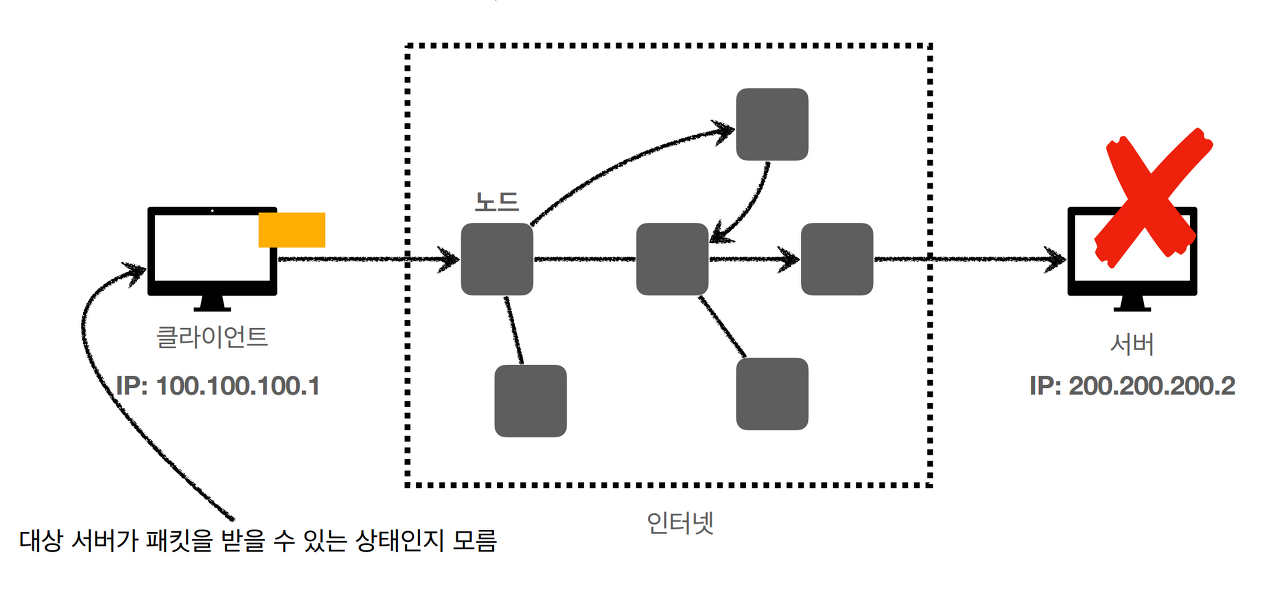 노드
클라이언트
IP: 100.100.100.1
서버
IP: 200.200.200.2
인터넷
대상 서버가 패킷을 받을 수 있는 상태인지 모름